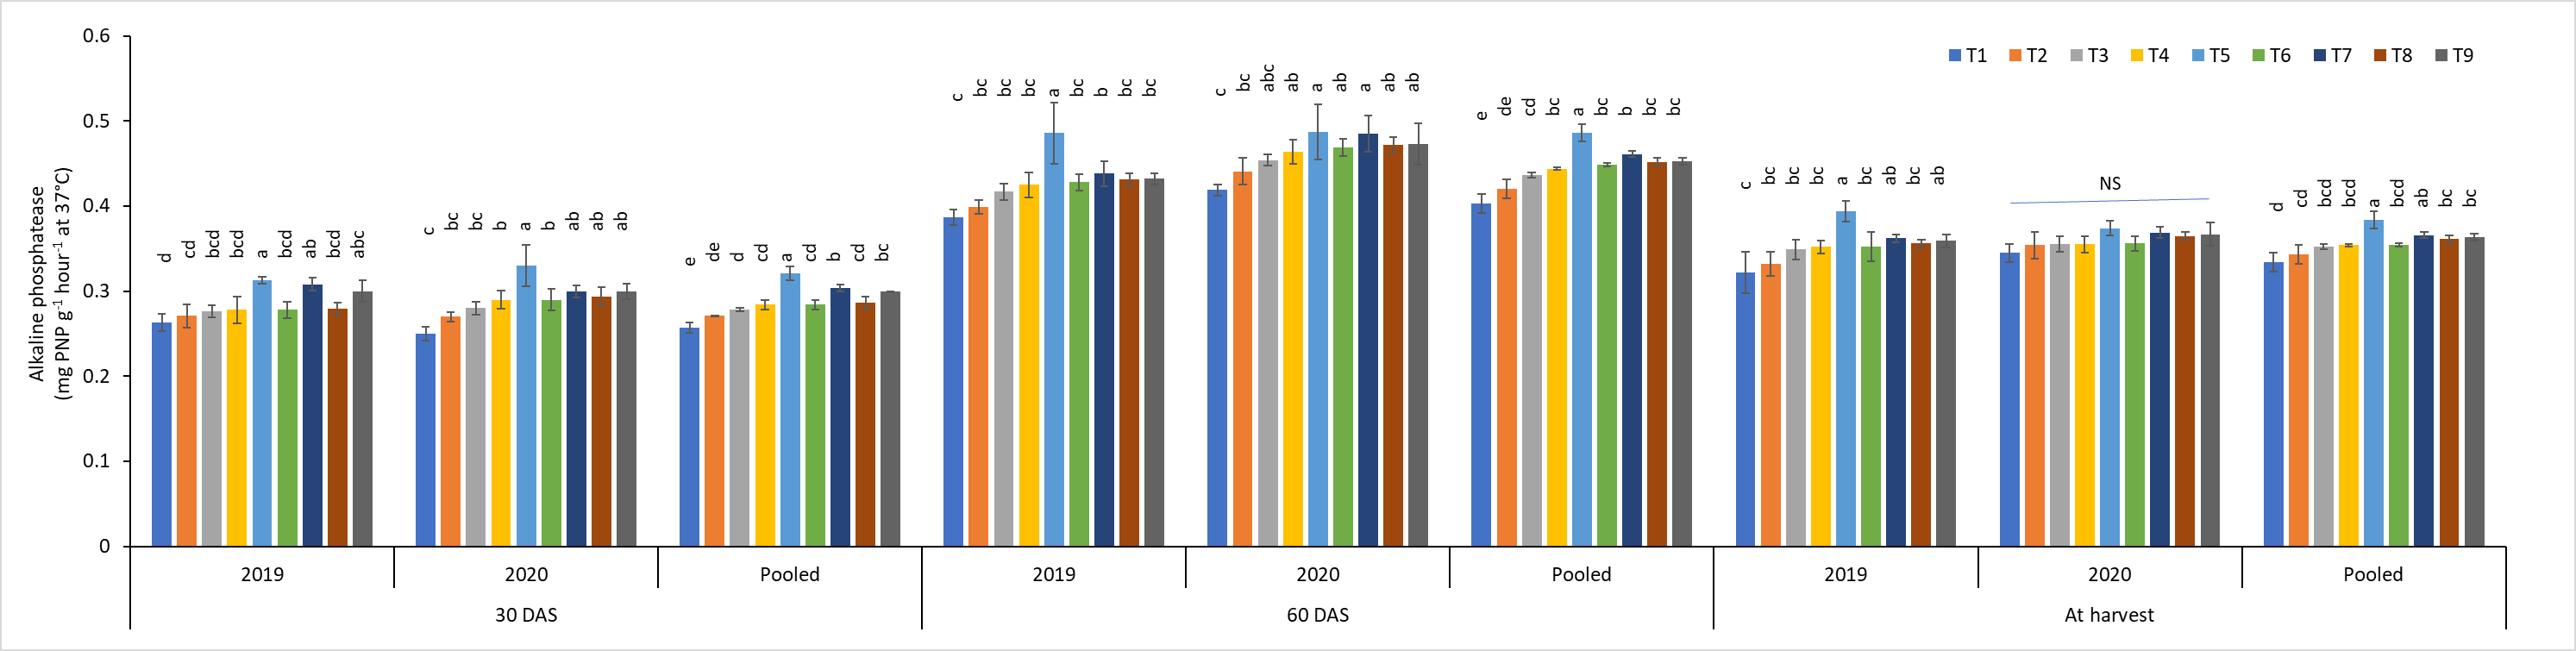 Alkaline phosphatease
(mg PNP g⁻¹ hour⁻¹ at 37°C)
0.6
0.5
0.4
0.3
0.2
0.1
0
T1 T2 T3 T4 T5 T6 T7 T8 T9
d cd bcd bcd a bcd ab bcd abc
c bc bc b a b ab ab ab
e de d cd a cd b cd bc
c bc bc bc a bc b bc bc
c bc abc ab a ab a ab ab
e de cd bc a bc b bc bc
c bc bc bc a bc ab bc ab
NS
d cd bcd bcd a bcd ab bc bc
2019 2020 Pooled 2019 2020 Pooled 2019 2020 Pooled
30 DAS 60 DAS At harvest